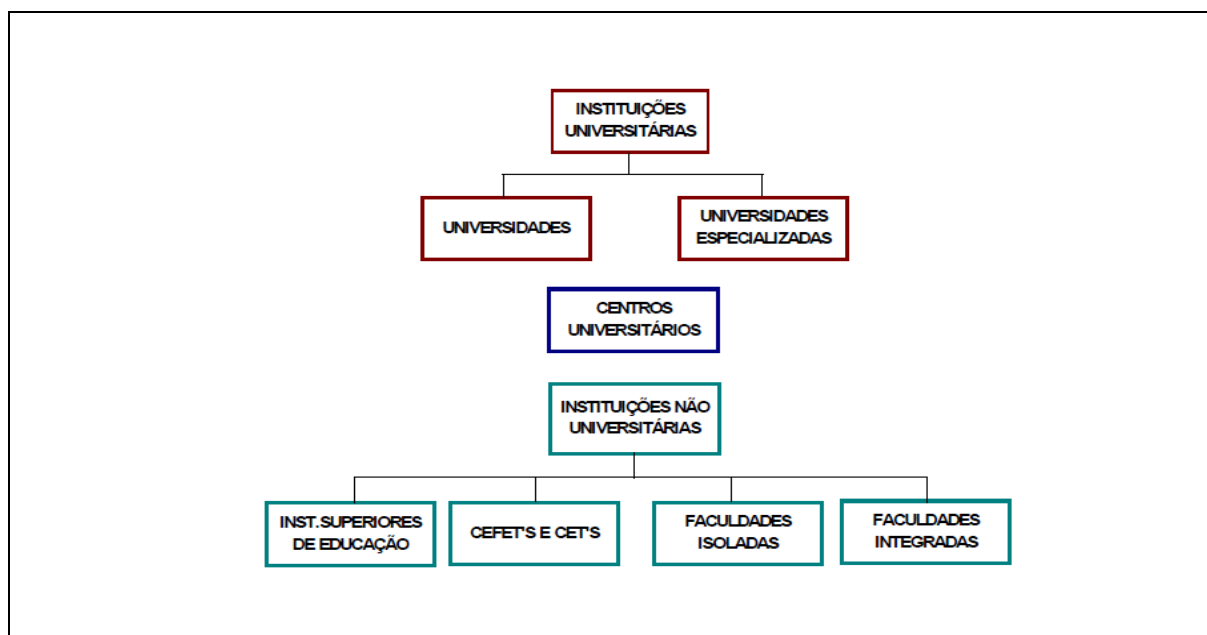 INSTITUIÇÕES
UNIVERSITÁRIAS
UNIVERSIDADES
UNIVERSIDADES
ESPECIALIZADAS
CENTROS
UNIVERSITÁRIOS
INSTITUIÇÕES NÃO
UNIVERSITÁRIAS
INST.SUPERIORES
DE EDUCAÇÃO
CEFET'S E CET'S
FACULDADES
ISOLADAS
FACULDADES
INTEGRADAS